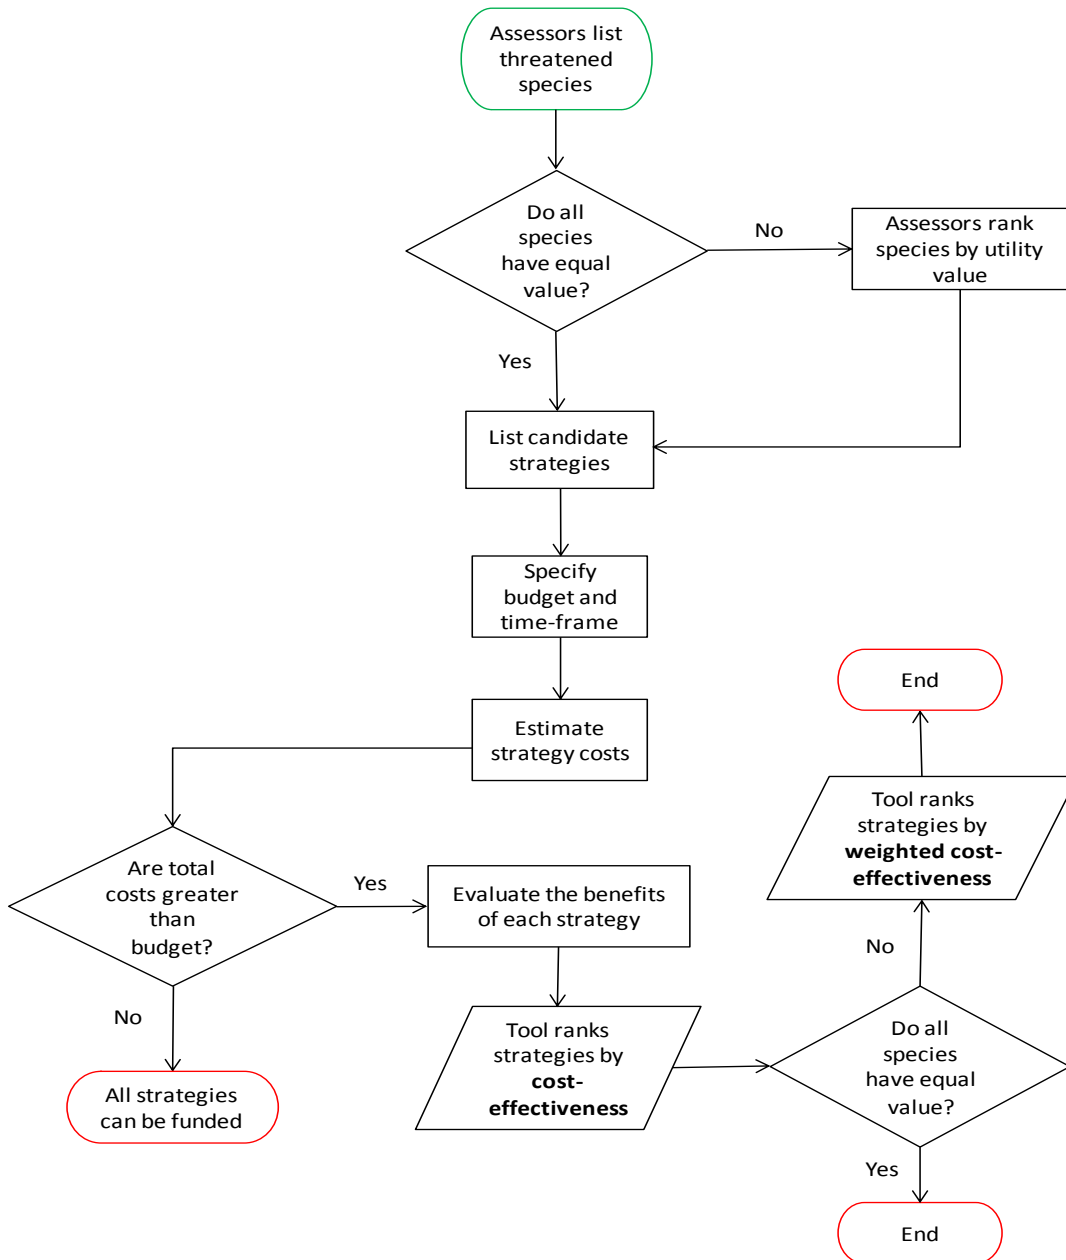 Assessors list
threatened
species
Do all
species
have equal
value?
No
Assessors rank
species by utility
value
Yes
List candidate
strategies
Specify
budget and
time-frame
Estimate
strategy costs
Are total
costs greater
than
budget?
Yes
Evaluate the benefits
of each strategy
No
All strategies
can be funded
Tool ranks
strategies by
cost-
effectiveness
Do all
species
have equal
value?
No
Tool ranks
strategies by
weighted cost-
effectiveness
End
Yes
End